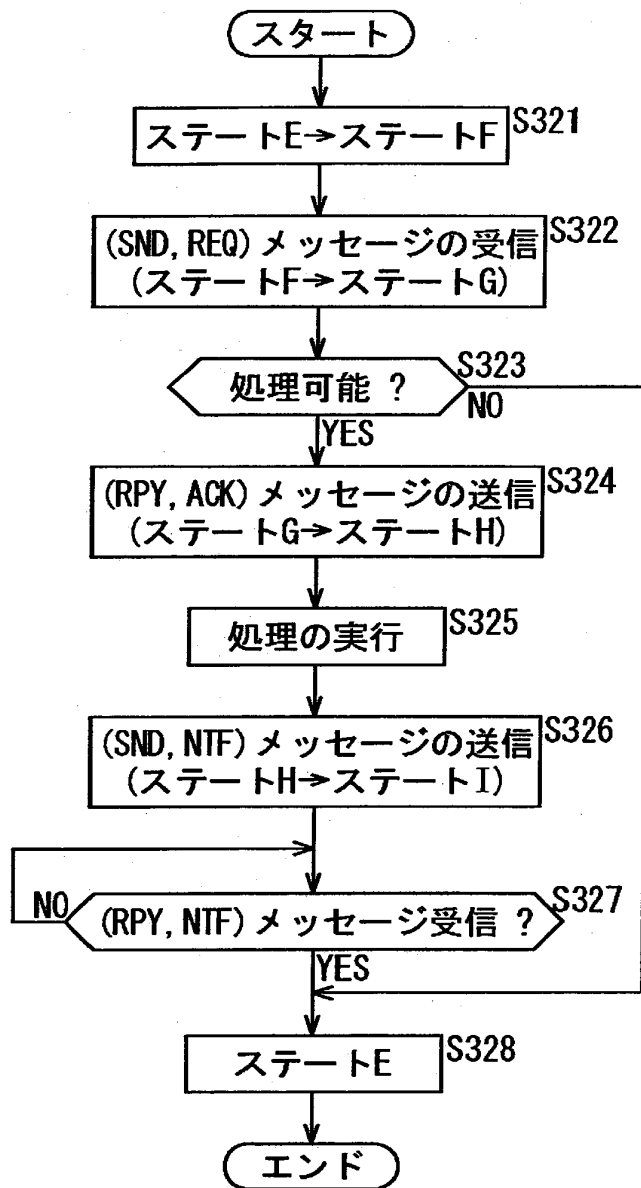 スタート
ステートE→ステートF
S321
(SND, REQ) メッセージの受信
(ステートF→ステートG)
S322
処理可能 ?
S323
NO
YES
(RPY, ACK) メッセージの送信
(ステートG→ステートH)
S324
処理の実行
S325
(SND, NTF) メッセージの送信
(ステートH→ステートI)
S326
NO
(RPY, NTF) メッセージ受信 ?
S327
YES
ステートE
S328
エンド